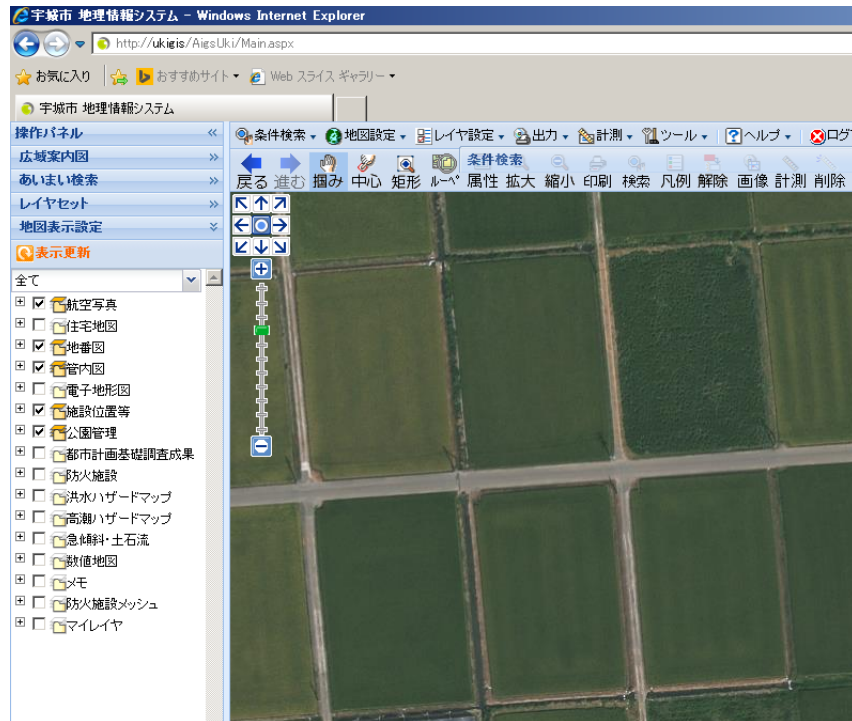 宇城市 地理情報システム - Windows Internet Explorer
http://ukigis/AigsUki/Main.aspx
お気に入り おすすめサイト Web スライス ギャラリー
宇城市 地理情報システム
操作パネル
広域案内図
あいまい検索
レイヤセット
地図表示設定
表示更新
全て
航空写真
住宅地図
地番図
管内図
電子地形図
施設位置等
公園管理
都市計画基礎調査成果
防火施設
洪水ハザードマップ
高潮ハザードマップ
急傾斜・土石流
数値地図
メモ
防火施設メッシュ
マイレイヤ
条件検索 地図設定 レイヤ設定 出力 計測 ツール ヘルプ ログ
条件検索
戻る 進む 掴み 中心 矩形 ルーペ 属性 拡大 縮小 印刷 検索 凡例 解除 画像 計測 削除